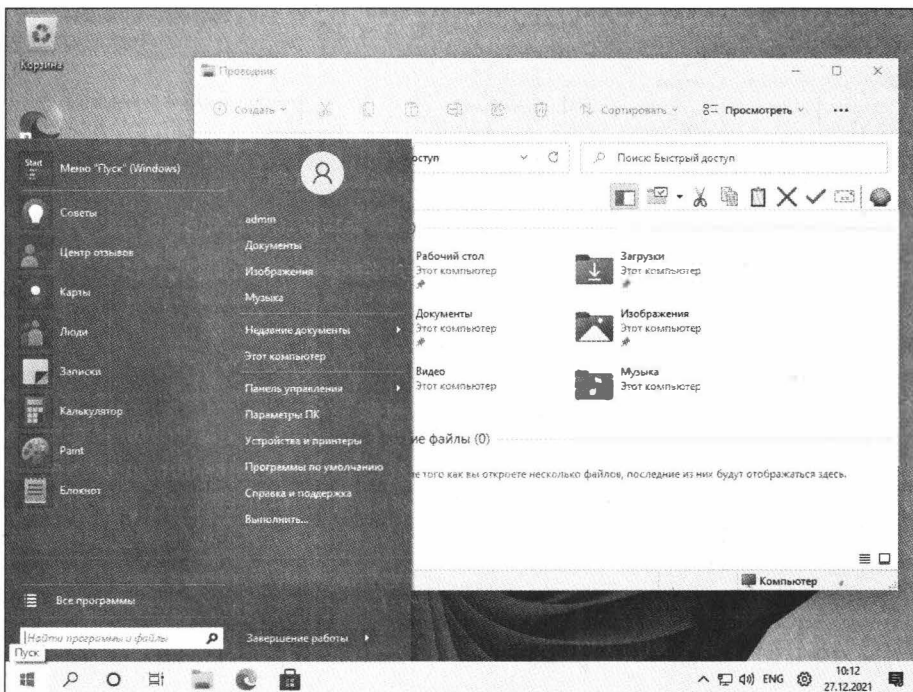 Корзина
Проводник
Создать
Сортировать
Просмотреть
оступ
Поиск: Быстрый доступ
Start
Меню "Пуск" (Windows)
Советы
Центр отзывов
Карты
Люди
Записки
Калькулятор
Paint
Блокнот
Все программы
Найти программы и файлы
Пуск
admin
Документы
Изображения
Музыка
Недавние документы
Этот компьютер
Панель управления
Параметры ПК
Устройства и принтеры
Программы по умолчанию
Справка и поддержка
Выполнить...
Завершение работы
Рабочий стол
Этот компьютер
Загрузки
Этот компьютер
Документы
Этот компьютер
Изображения
Этот компьютер
Видео
Этот компьютер
Музыка
Этот компьютер
ие файлы (0)
е того как вы откроете несколько файлов, последние из них будут отображаться здесь.
Компьютер
ENG
10:12
27.12.2021